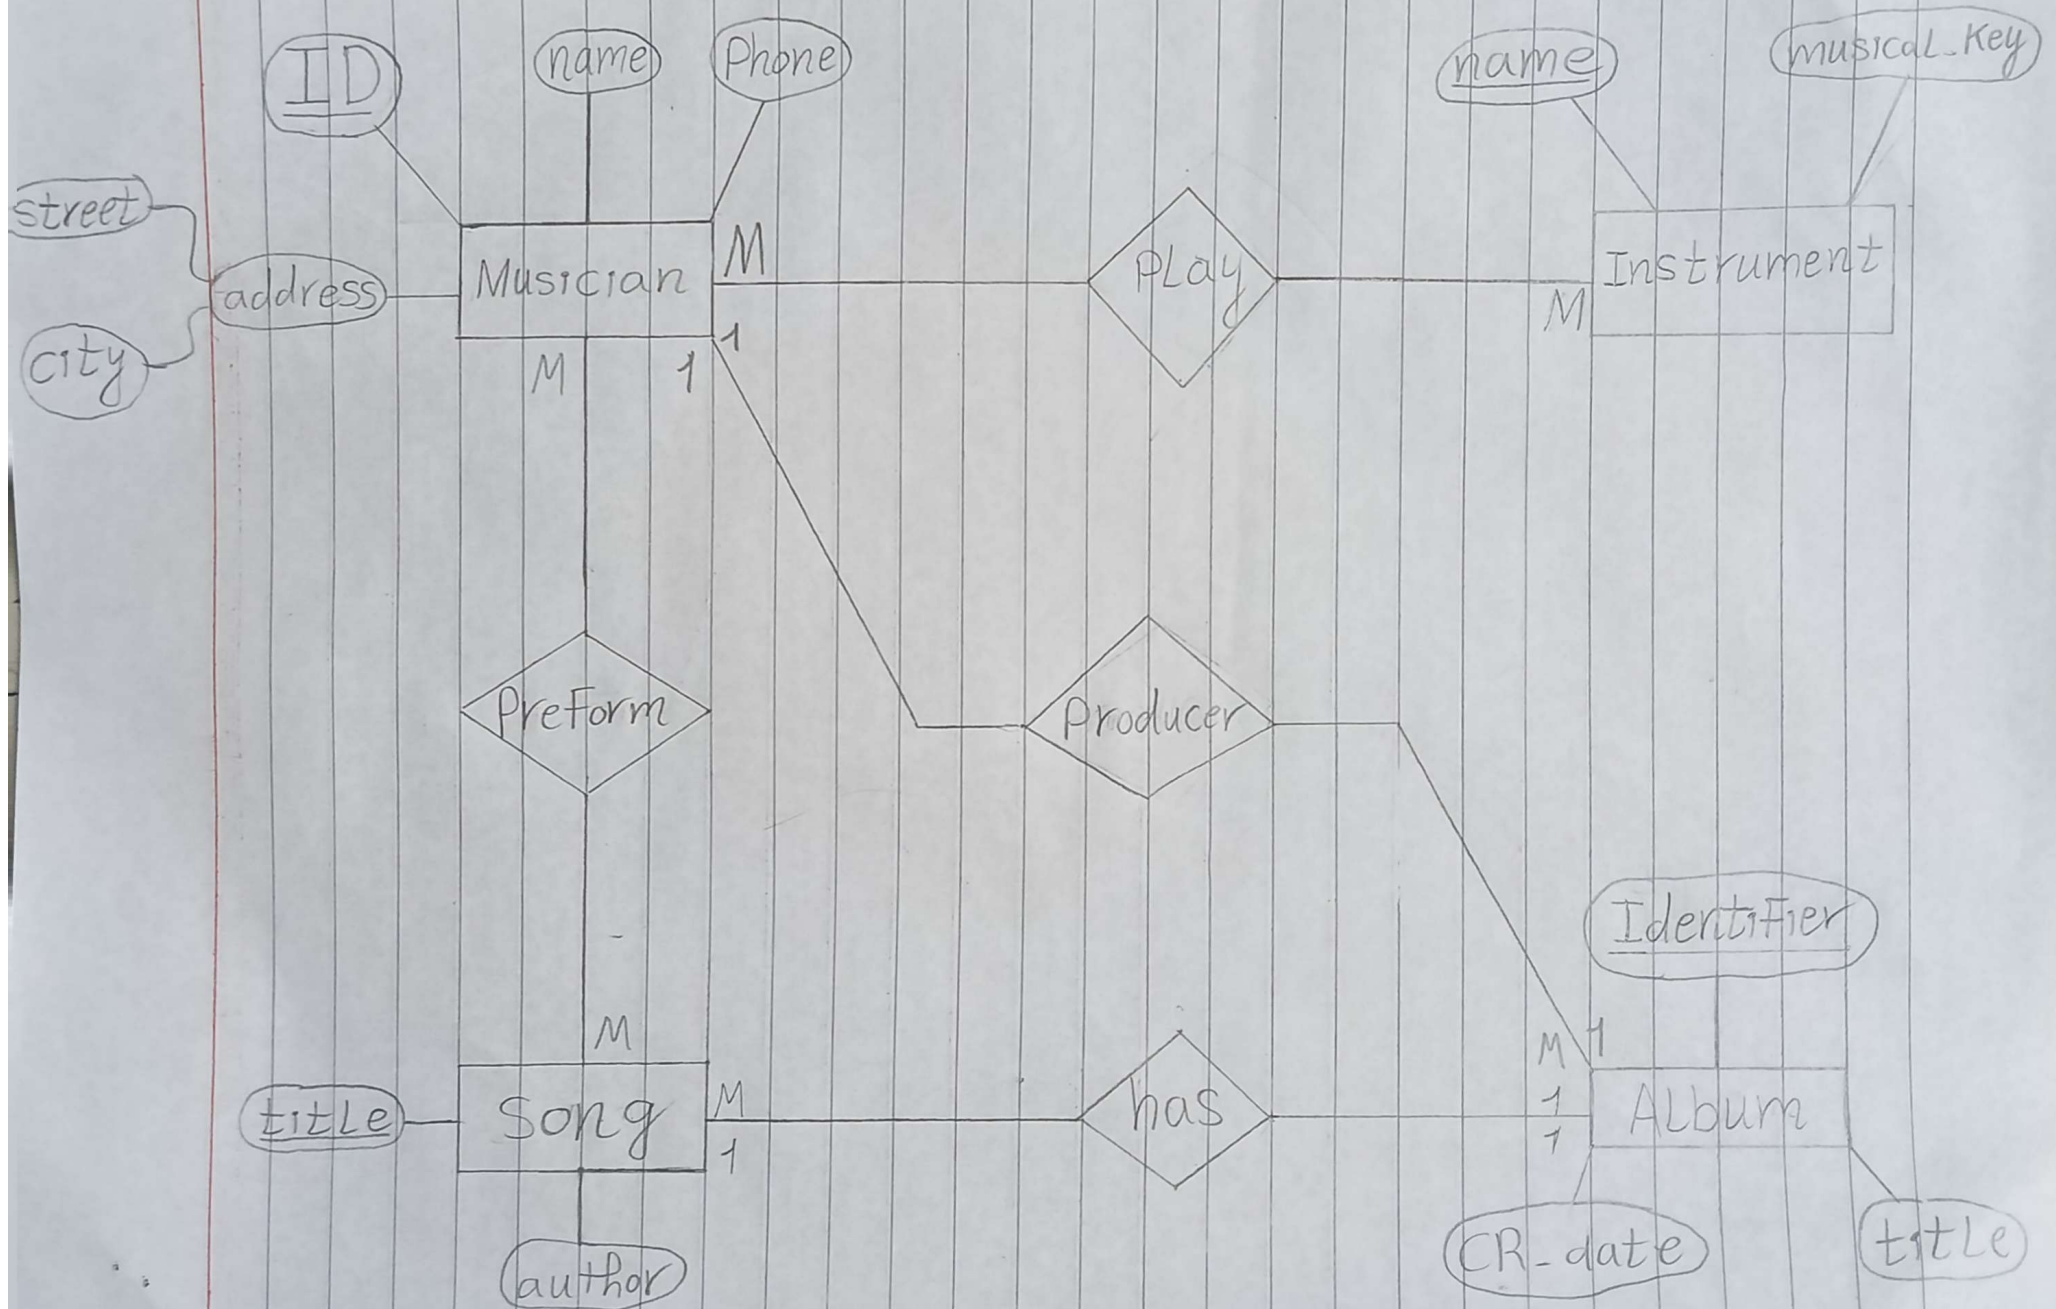 ID
name
Phone
name
musical_Key
street
address
city
Musician
M
PLay
M
Instrument
M
1
1
PreForm
Producer
Identifier
M
M
1
title
Song
M
1
has
1
1
ALbum
author
CR_date
title